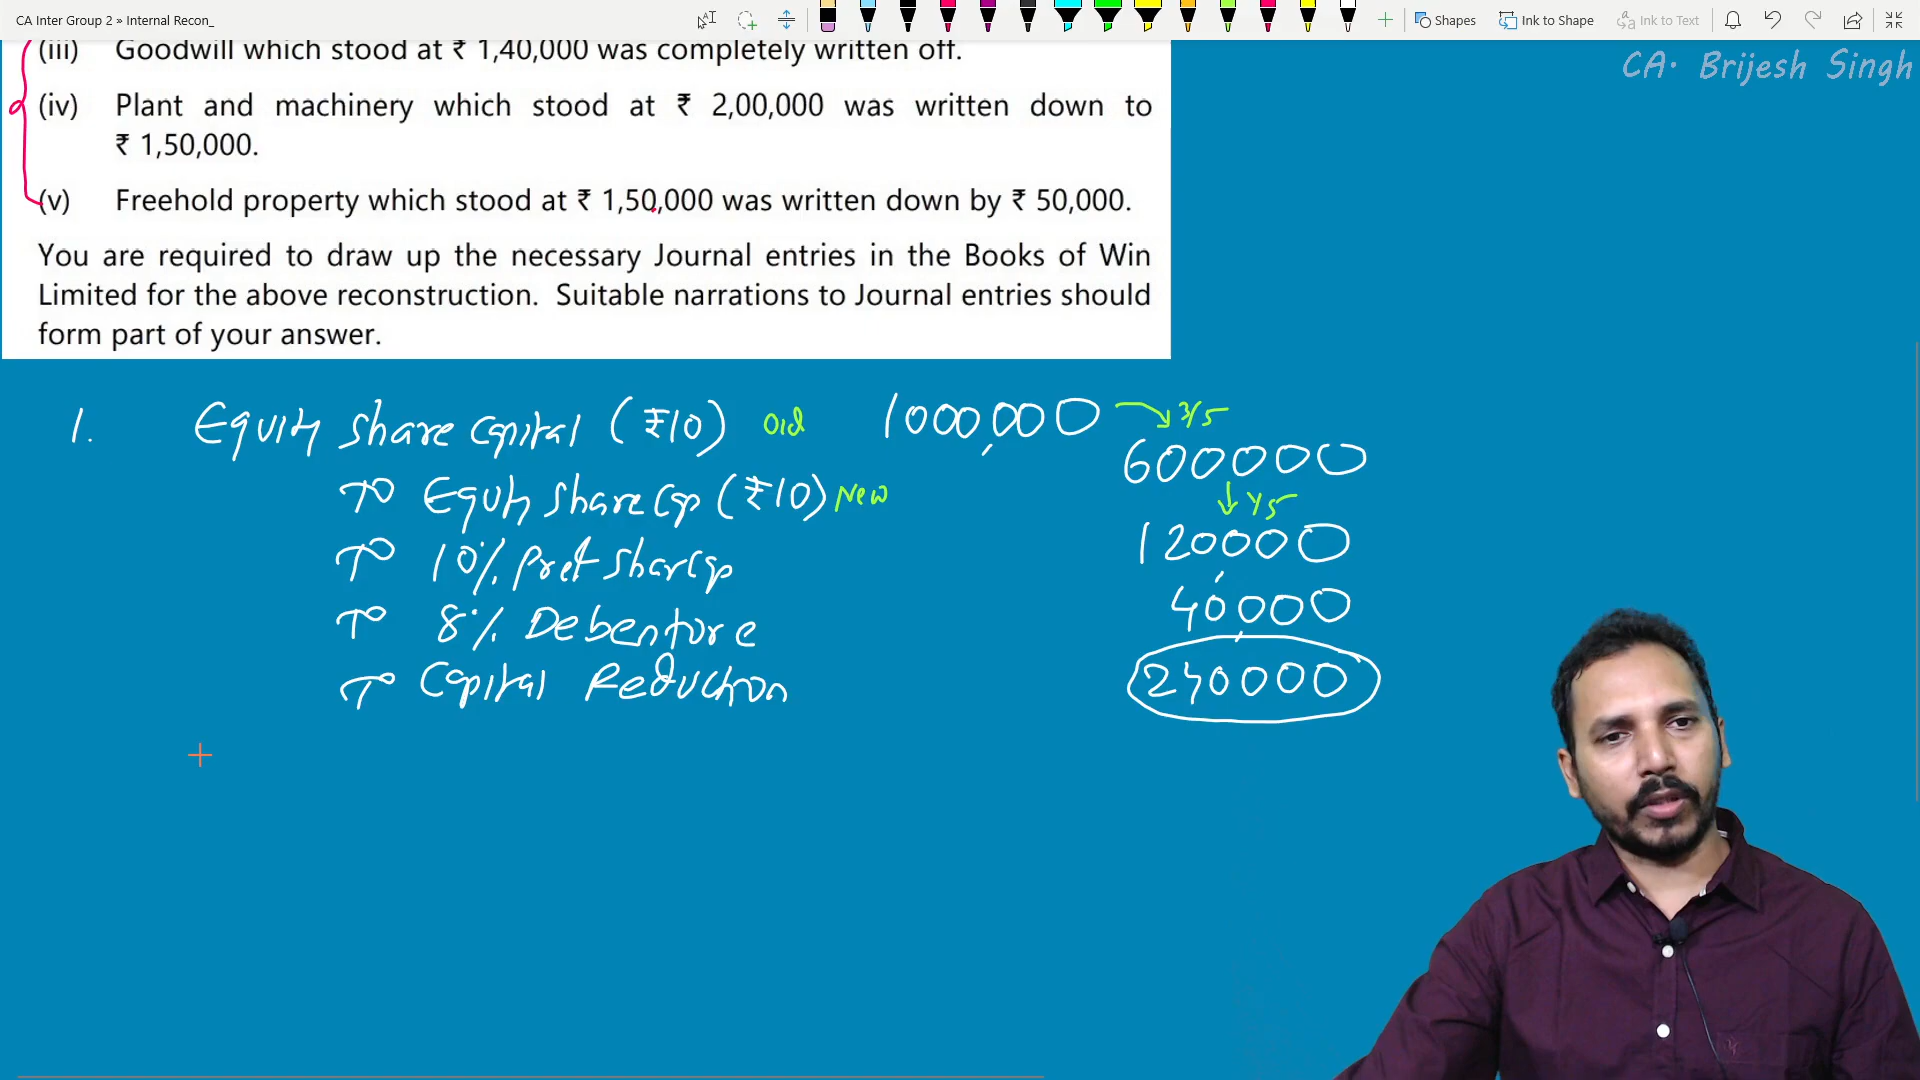 CA Inter Group 2 » Internal Recon_
Shapes
Ink to Shape
Ink to Text
CA. Brijesh Singh
(iii) Goodwill which stood at ₹ 1,40,000 was completely written off.
(iv) Plant and machinery which stood at ₹ 2,00,000 was written down to
₹ 1,50,000.
(v) Freehold property which stood at ₹ 1,50,000 was written down by ₹ 50,000.
You are required to draw up the necessary Journal entries in the Books of Win
Limited for the above reconstruction. Suitable narrations to Journal entries should
form part of your answer.
1. Equity Share Capital (₹10) Old 1000,000 3/5
600000
To Equity Share Cap (₹10) New 1/5
120000
To 10% Pref Share Cap
40000
To 8% Debenture
To Capital Reduction 240000